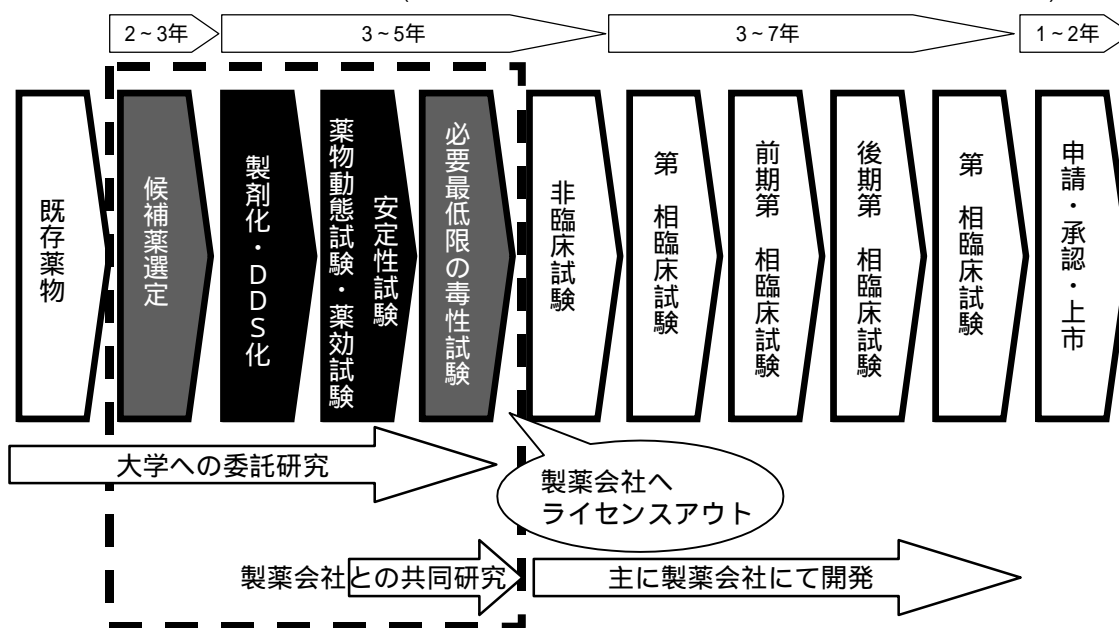 2~3年
3~5年
3~7年
1~2年
既存薬物
候補薬選定
製剤化・DDS化
薬物動態試験・薬効試験
安定性試験
必要最低限の毒性試験
非臨床試験
第 相臨床試験
前期第 相臨床試験
後期第 相臨床試験
第 相臨床試験
申請・承認・上市
大学への委託研究
製薬会社へ
ライセンスアウト
製薬会社との共同研究
主に製薬会社にて開発